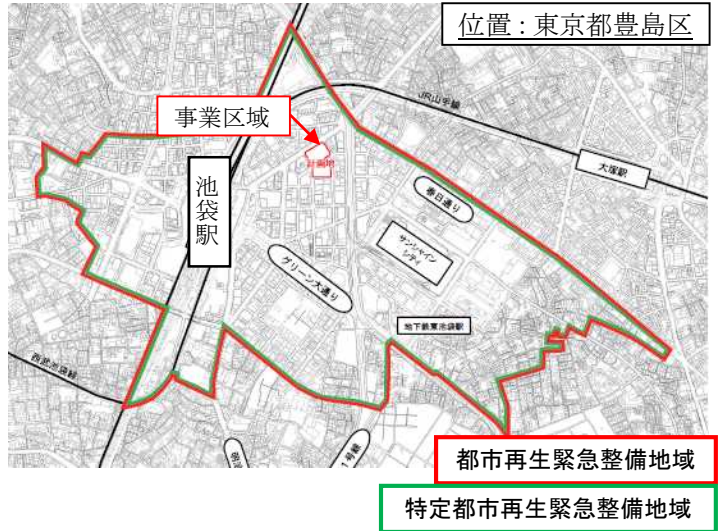 位置:東京都豊島区
JR山手線
事業区域
計画地
大塚駅
池袋駅
春日通り
サンシャイン
シティ
グリーン大通り
地下鉄東池袋駅
西武池袋線
1号線
都市再生緊急整備地域
特定都市再生緊急整備地域